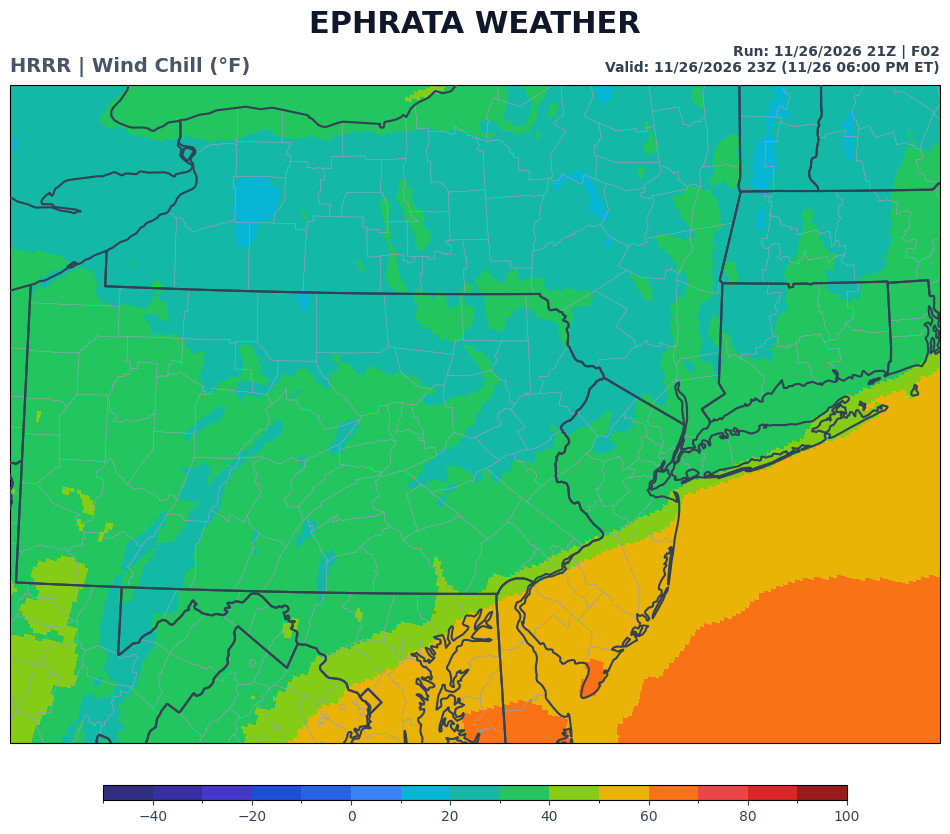 EPHRATA WEATHER
HRRR | Wind Chill (°F)
Run: 11/26/2026 21Z | F02
Valid: 11/26/2026 23Z (11/26 06:00 PM ET)
−40 −20 0 20 40 60 80 100